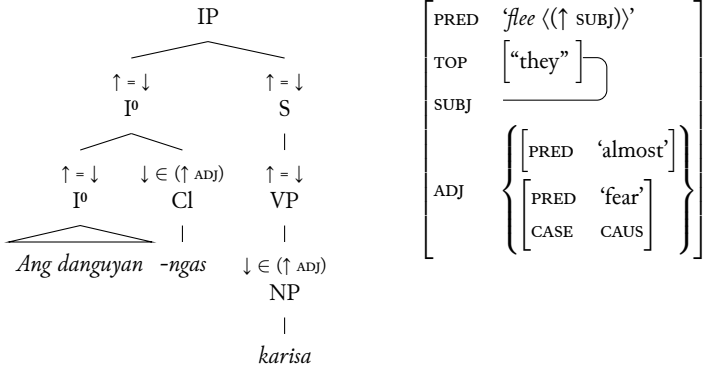 IP
↑ = ↓ ↑ = ↓
I⁰ S
↑ = ↓ ↓ ∈ (↑ ADJ) ↑ = ↓
I⁰ Cl VP
Ang danguyan -ngas ↓ ∈ (↑ ADJ)
NP
karisa
PRED ‘flee ⟨(↑ SUBJ)⟩’
TOP [“they”]
SUBJ
ADJ { [PRED ‘almost’]
[PRED ‘fear’
CASE CAUS] }